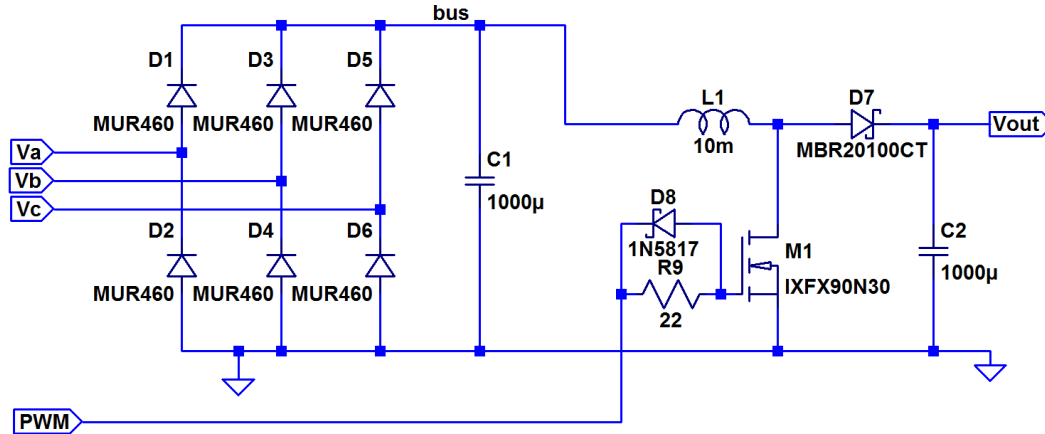 bus
D1 D3 D5
MUR460 MUR460 MUR460
L1
10m
D7
MBR20100CT
Vout
Va
Vb
Vc
C1
1000µ
D8
1N5817
R9
22
M1
IXFX90N30
C2
1000µ
D2 D4 D6
MUR460 MUR460 MUR460
PWM